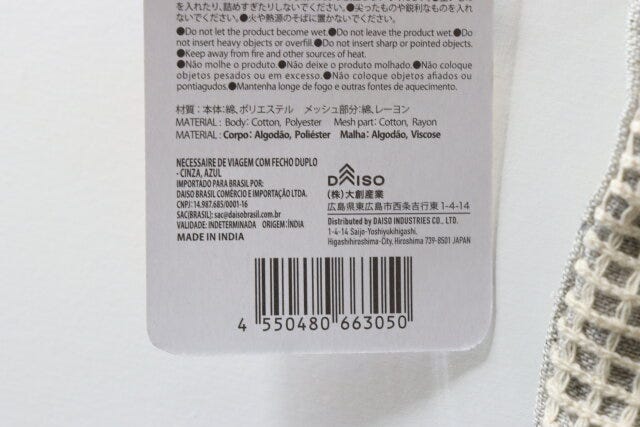 を入れたり、詰めすぎたりしないでください。●尖ったものや鋭利なものを入れ
ないでください。●火や熱源のそばに置かないでください。
●Do not let the product become wet.●Do not leave the product wet.●Do
not insert heavy objects or overfill.●Do not insert sharp or pointed objects.
●Keep away from fire and other sources of heat.
●Não molhe o produto. ●Não deixe o produto molhado. ●Não coloque
objetos pesados ou em excesso. ●Não coloque objetos afiados ou
pontiagudos.●Mantenha longe de fogo e outras fontes de aquecimento.
材質：本体：綿、ポリエステル メッシュ部分：綿、レーヨン
MATERIAL : Body: Cotton, Polyester Mesh part: Cotton, Rayon
MATERIAL : Corpo: Algodão, Poliéster Malha: Algodão, Viscose
NECESSAIRE DE VIAGEM COM FECHO DUPLO
- CINZA, AZUL
IMPORTADO PARA BRASIL POR:
DAISO BRASIL COMÉRCIO E IMPORTAÇÃO LTDA.
CNPJ: 14.987.685/0001-16
SAC(BRASIL): sac@daisobrasil.com.br
VALIDADE: INDETERMINADA ORIGEM:ÍNDIA
MADE IN INDIA
DAISO
(株)大創産業
広島県東広島市西条吉行東1-4-14
Distributed by DAISO INDUSTRIES CO., LTD.
1-4-14 Saijo-Yoshiyukihigashi,
Higashihiroshima-City, Hiroshima 739-8501 JAPAN
4 550480 663050